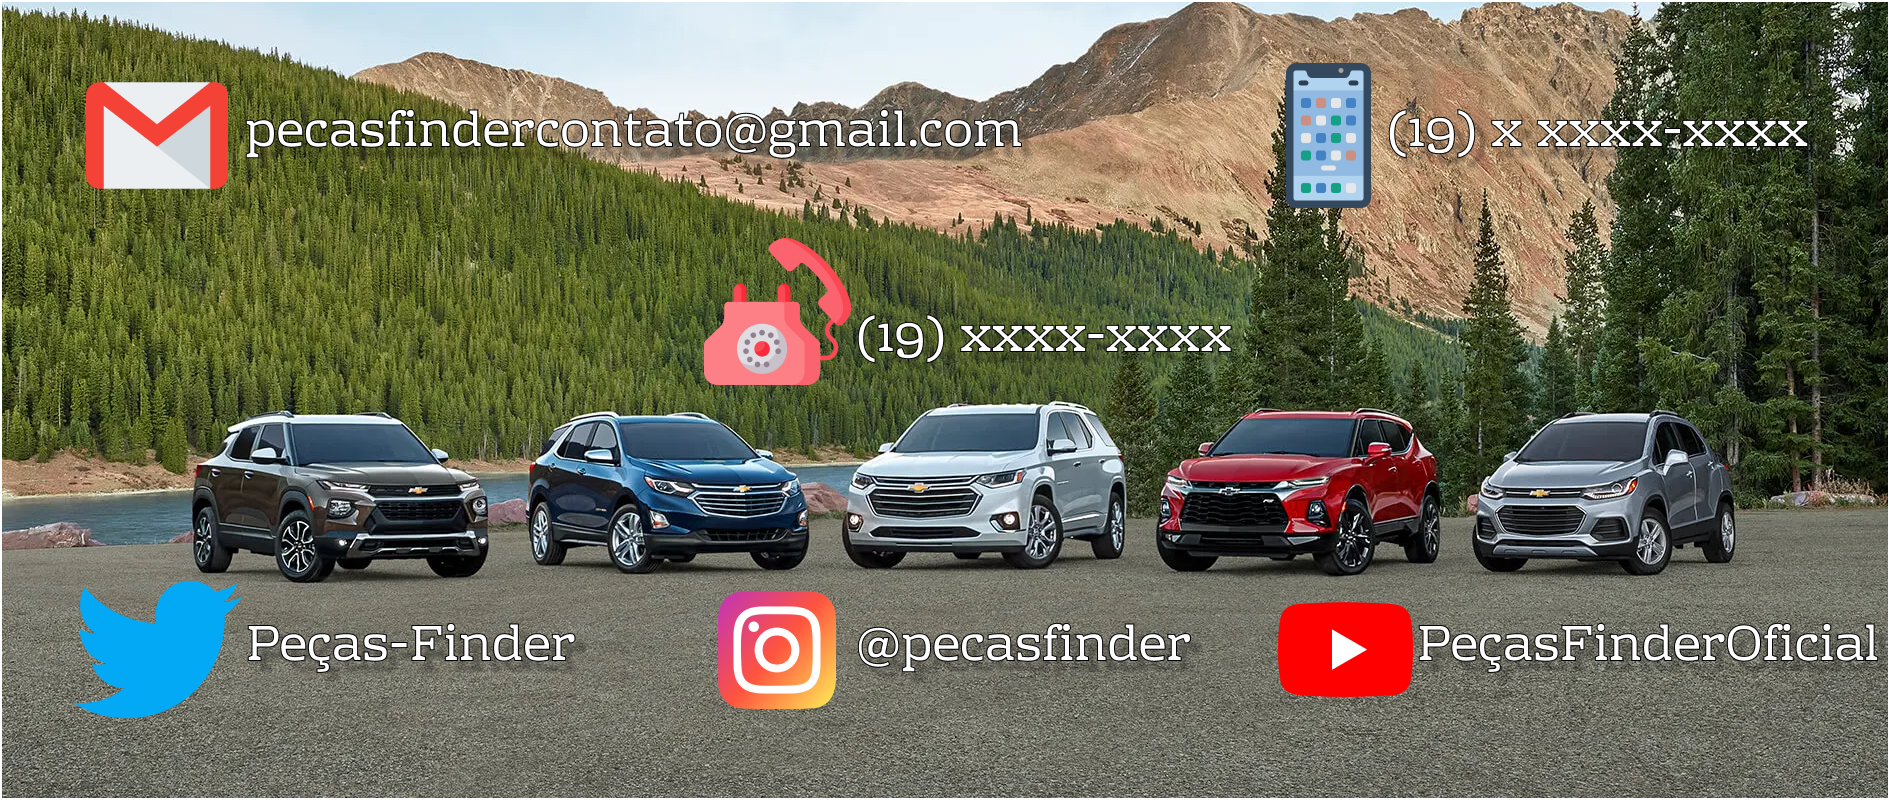 pecasfindercontato@gmail.com
(19) x xxxx-xxxx
(19) xxxx-xxxx
Peças-Finder
@pecasfinder
PeçasFinderOficial